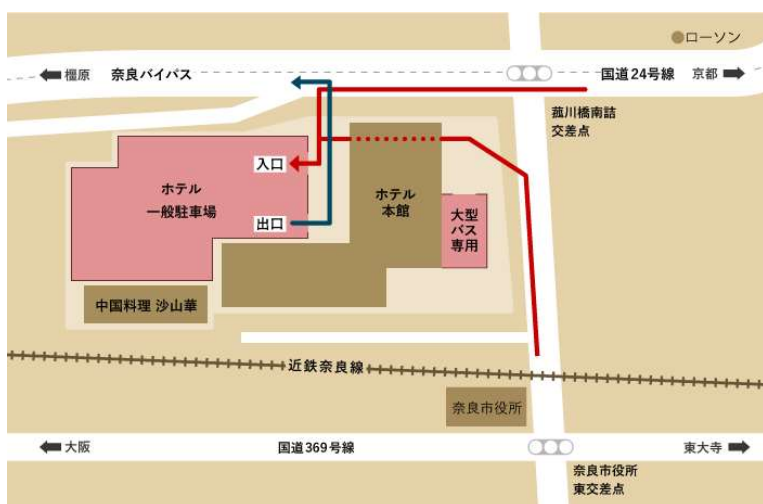 ローソン
橿原
奈良バイパス
国道24号線
京都
菰川橋南詰
交差点
入口
ホテル
一般駐車場
出口
ホテル
本館
大型
バス
専用
中国料理 沙山華
近鉄奈良線
奈良市役所
大阪
国道369号線
東大寺
奈良市役所
東交差点